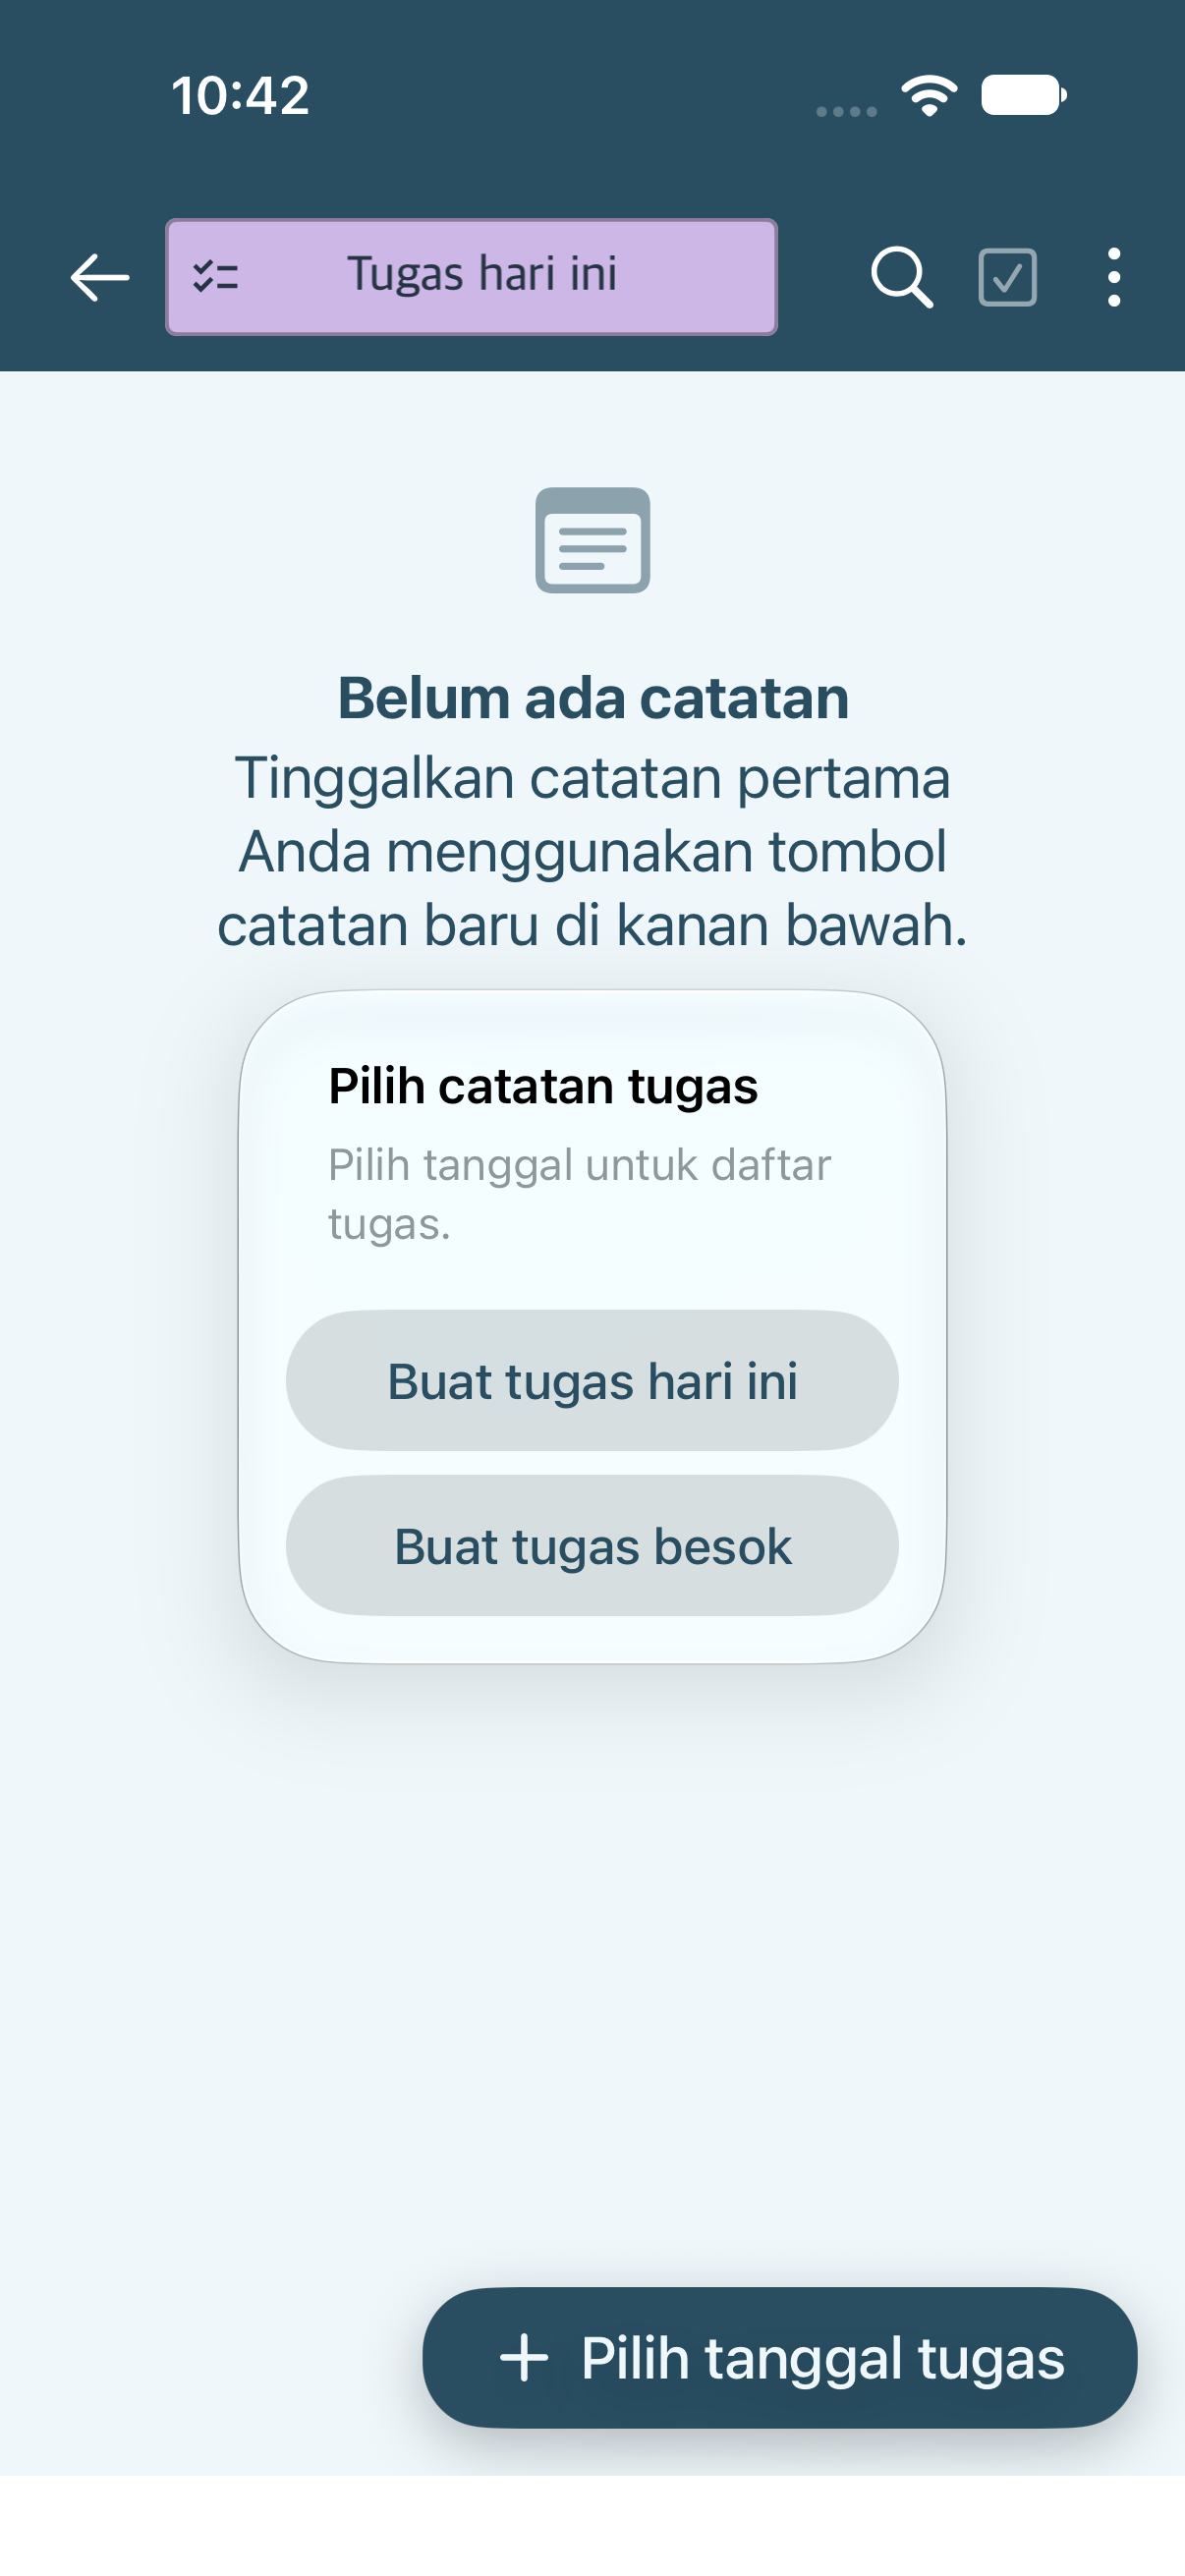 10:42
Tugas hari ini
Belum ada catatan
Tinggalkan catatan pertama
Anda menggunakan tombol
catatan baru di kanan bawah.
Pilih catatan tugas
Pilih tanggal untuk daftar
tugas.
Buat tugas hari ini
Buat tugas besok
Pilih tanggal tugas